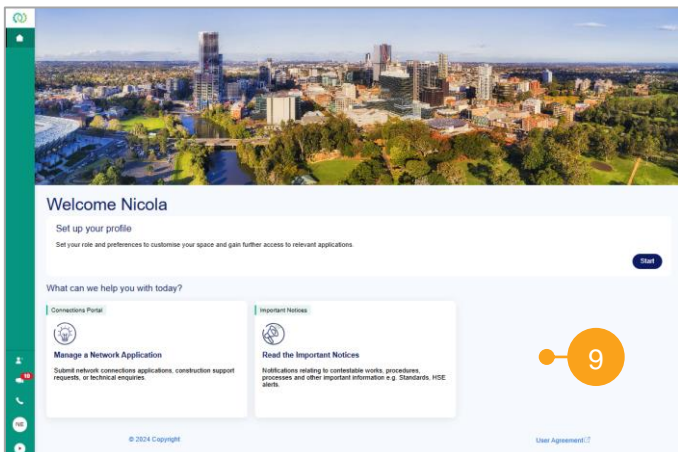 Welcome Nicola
Set up your profile
Set your role and preferences to customise your space and gain further access to relevant applications.
Start
What can we help you with today?
Connections Portal
Manage a Network Application
Submit network connections applications, construction support
requests, or technical enquiries.
Important Notices
Read the Important Notices
Notifications relating to contestable works, procedures,
processes and other important information e.g. Standards, HSE
alerts.
9
18
NE
© 2024 Copyright
User Agreement